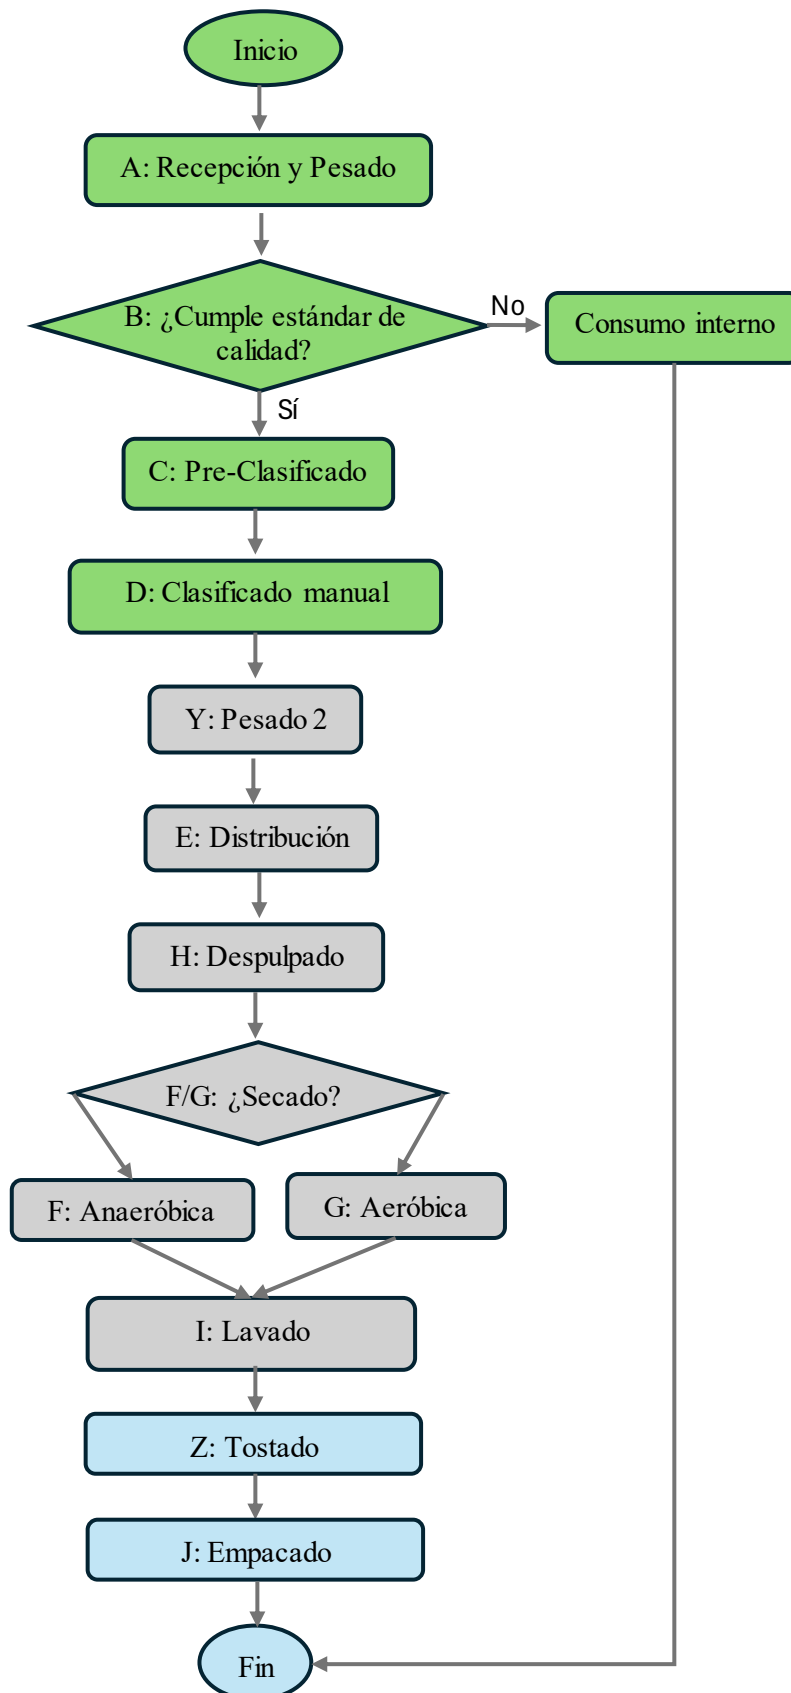 Inicio
A: Recepción y Pesado
B: ¿Cumple estándar de
calidad?
No
Consumo interno
Sí
C: Pre-Clasificado
D: Clasificado manual
Y: Pesado 2
E: Distribución
H: Despulpado
F/G: ¿Secado?
F: Anaeróbica
G: Aeróbica
I: Lavado
Z: Tostado
J: Empacado
Fin